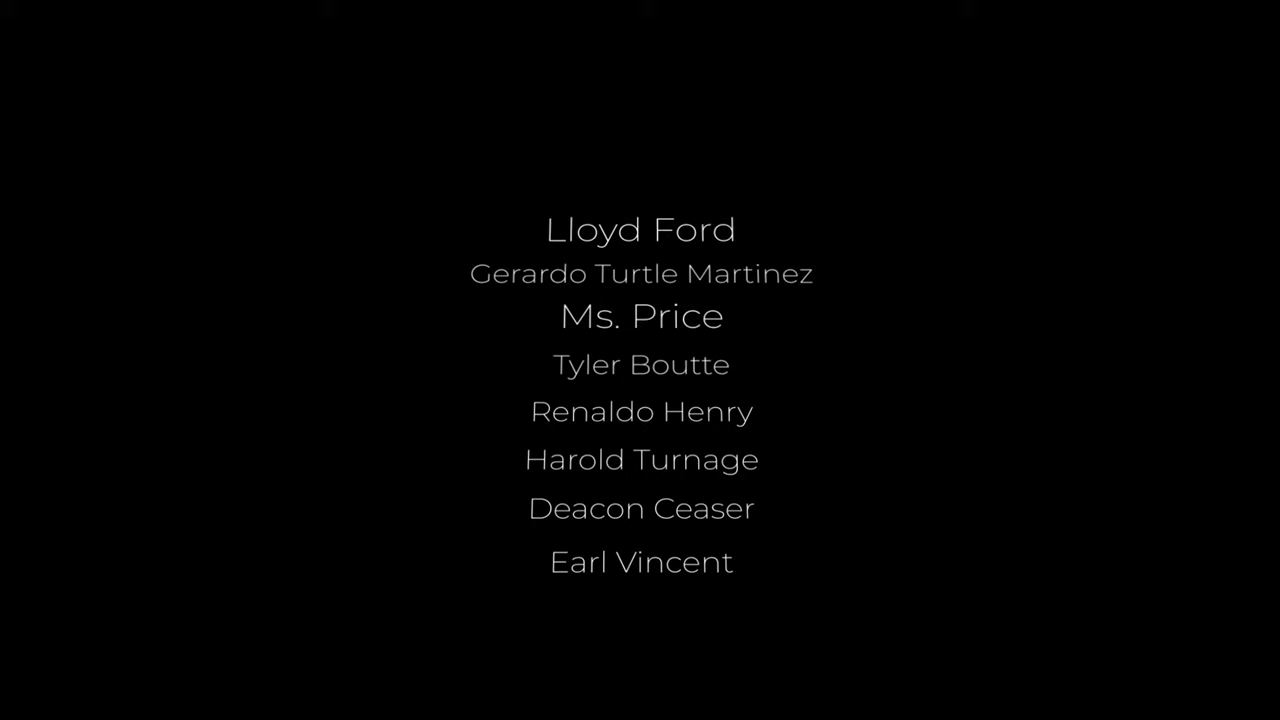 Lloyd Ford
Gerardo Turtle Martinez
Ms. Price
Tyler Boutte
Renaldo Henry
Harold Turnage
Deacon Ceaser
Earl Vincent